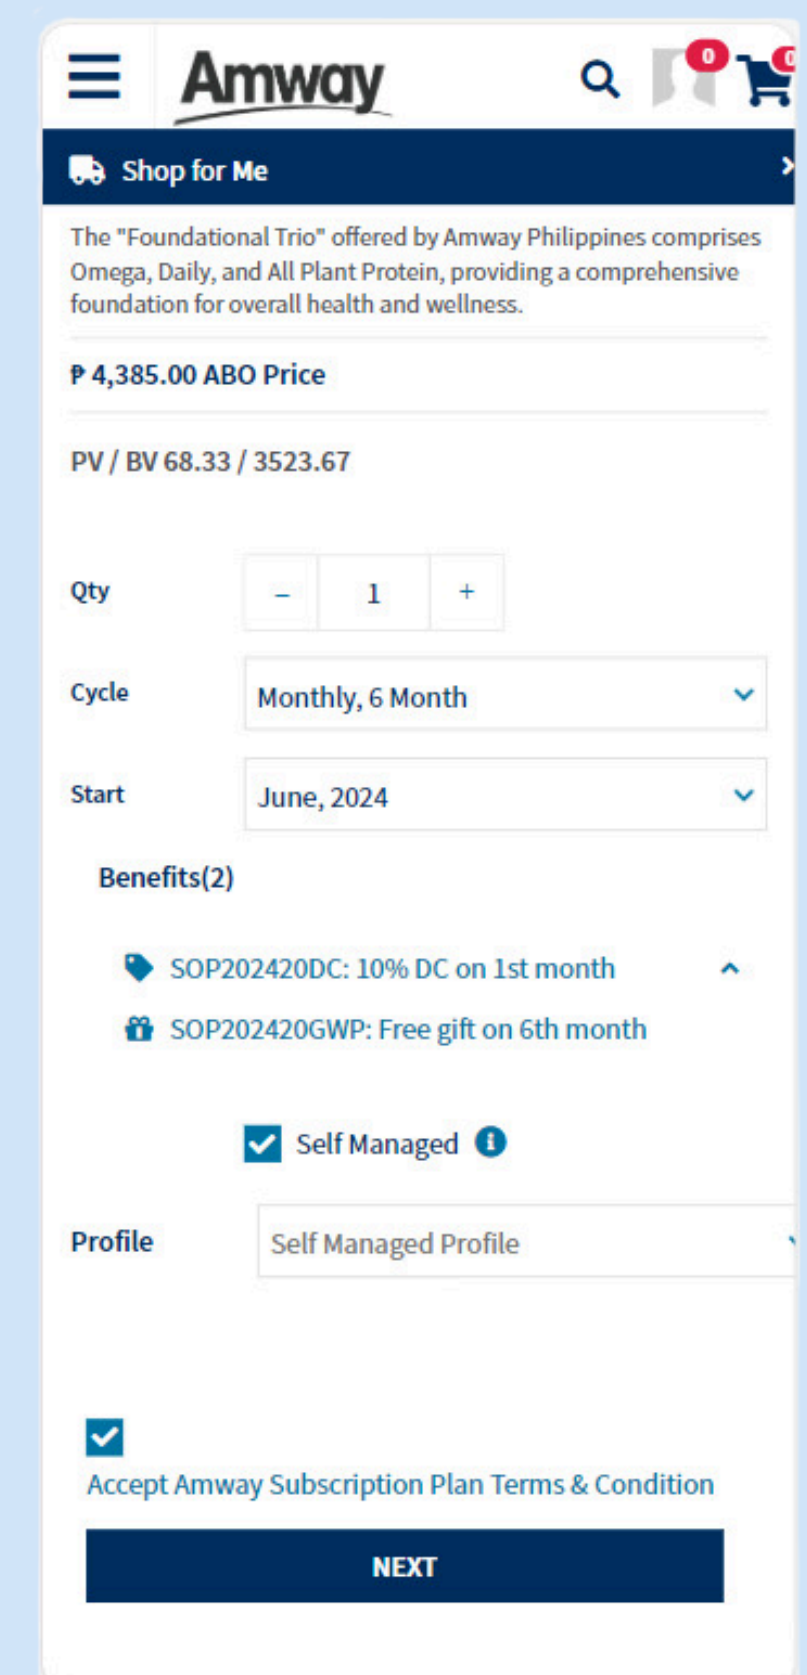 Amway
0
0
Shop for Me
The "Foundational Trio" offered by Amway Philippines comprises
Omega, Daily, and All Plant Protein, providing a comprehensive
foundation for overall health and wellness.
₱ 4,385.00 ABO Price
PV / BV 68.33 / 3523.67
Qty – 1 +
Cycle Monthly, 6 Month
Start June, 2024
Benefits(2)
SOP202420DC: 10% DC on 1st month
SOP202420GWP: Free gift on 6th month
Self Managed
Profile Self Managed Profile
Accept Amway Subscription Plan Terms & Condition
NEXT